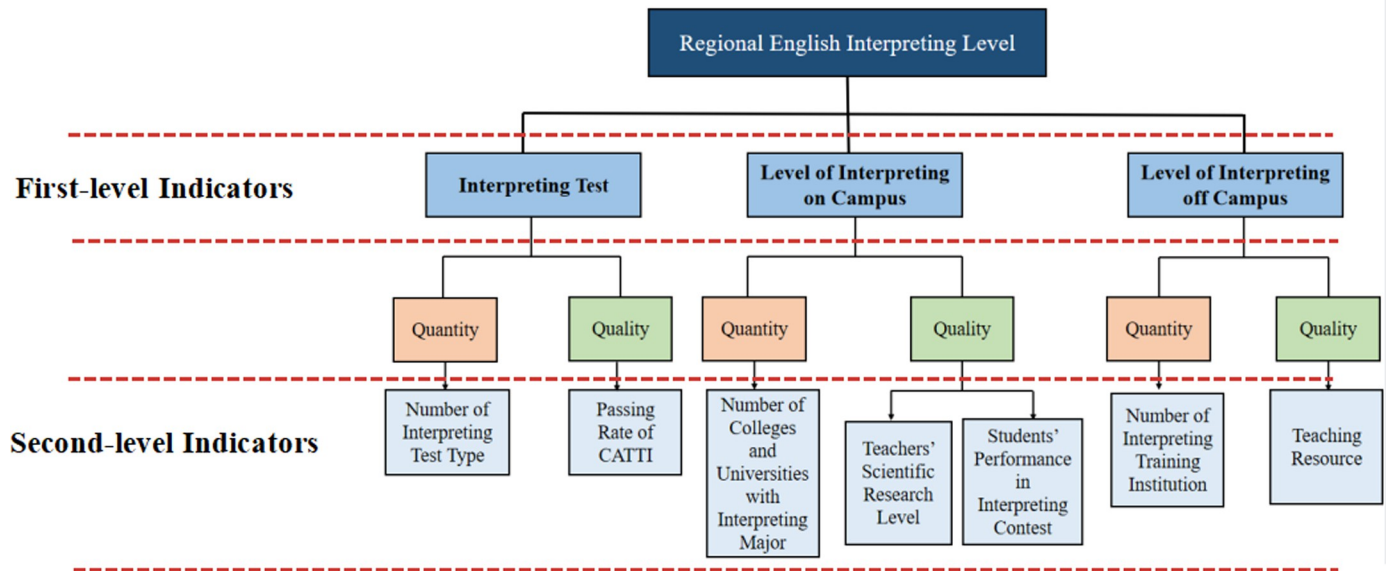 Regional English Interpreting Level
First-level Indicators
Interpreting Test
Level of Interpreting
on Campus
Level of Interpreting
off Campus
Quantity
Quality
Quantity
Quality
Quantity
Quality
Second-level Indicators
Number of
Interpreting
Test Type
Passing
Rate of
CATTI
Number of
Colleges
and
Universities
with
Interpreting
Major
Teachers’
Scientific
Research
Level
Students’
Performance
in
Interpreting
Contest
Number of
Interpreting
Training
Institution
Teaching
Resource